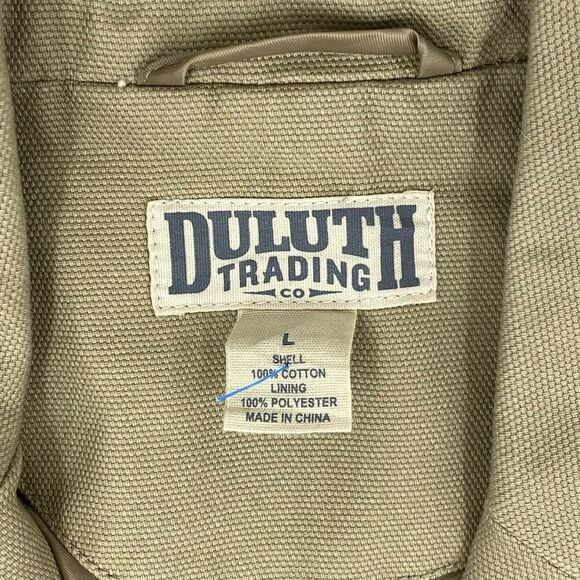 DULUTH
TRADING
CO
L
SHELL
100% COTTON
LINING
100% POLYESTER
MADE IN CHINA